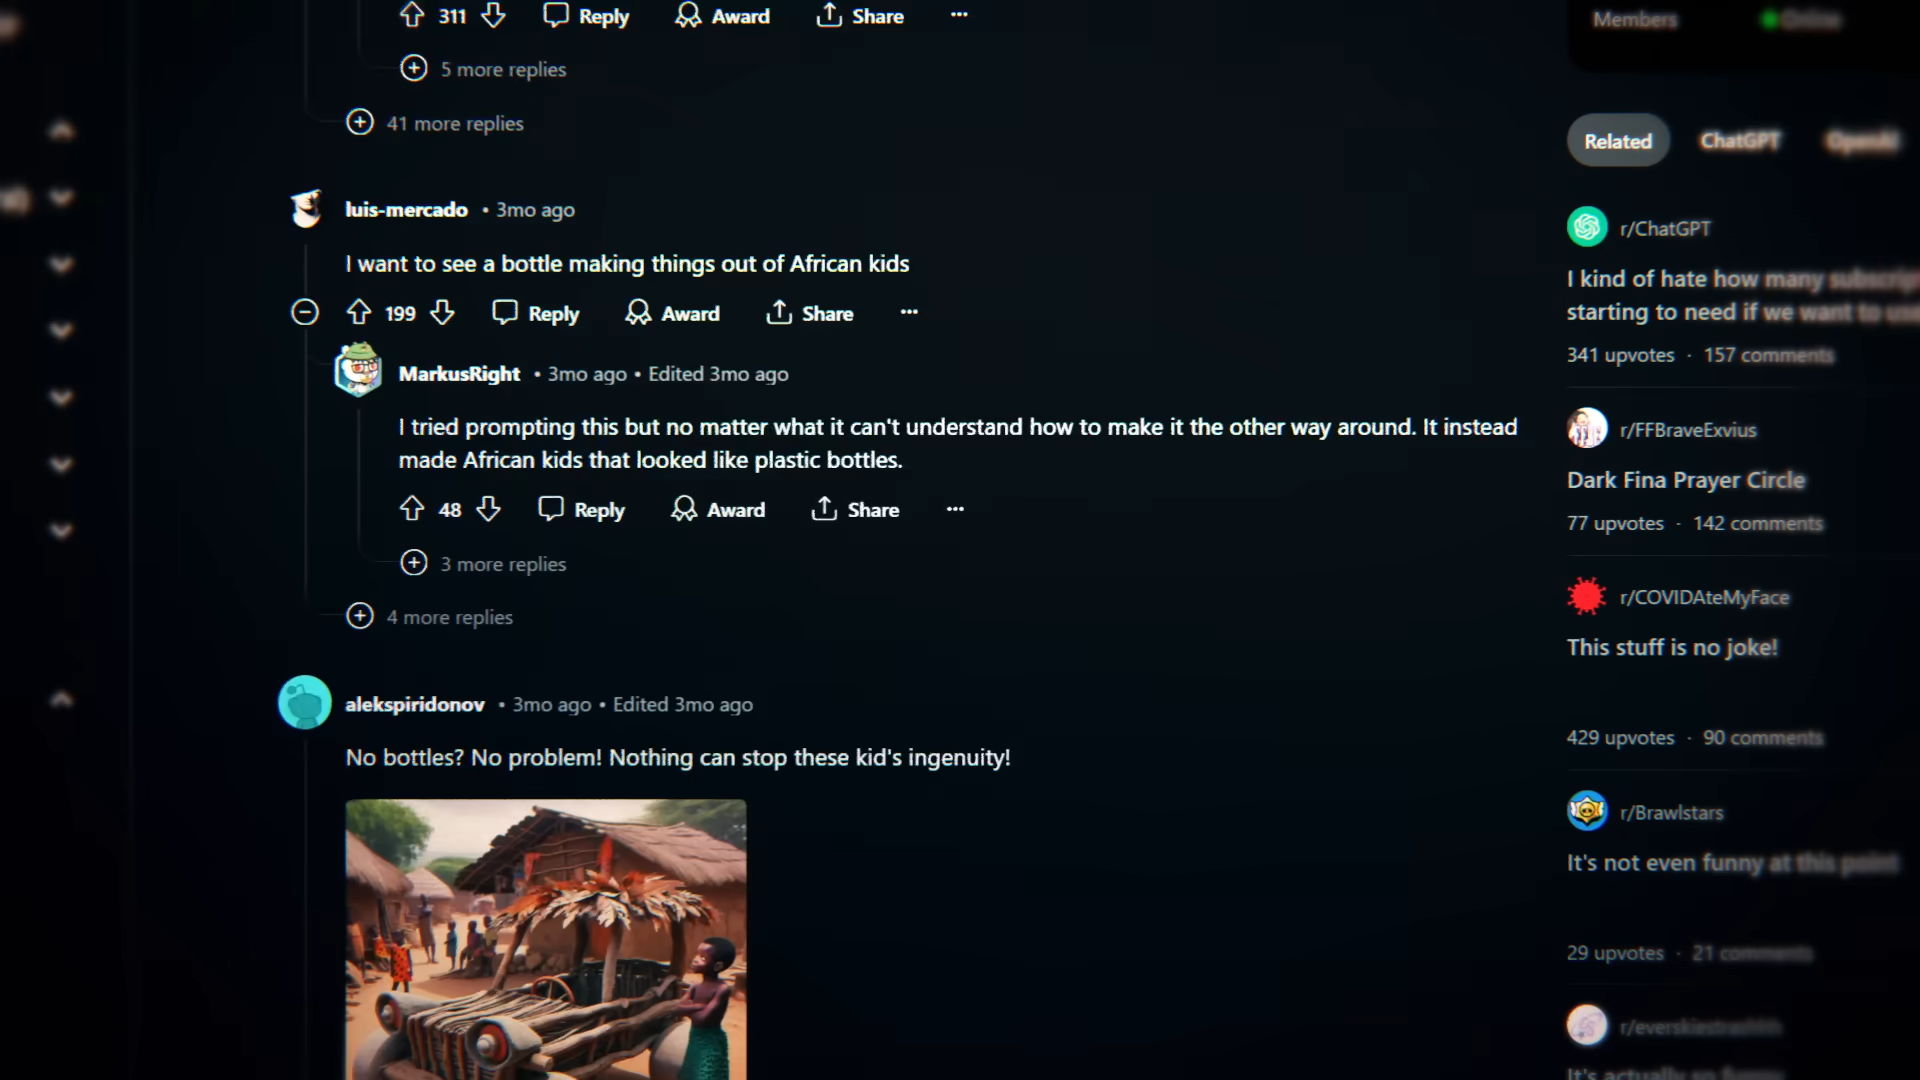 311 Reply Award Share
5 more replies
41 more replies
luis-mercado • 3mo ago
I want to see a bottle making things out of African kids
199 Reply Award Share
MarkusRight • 3mo ago • Edited 3mo ago
I tried prompting this but no matter what it can't understand how to make it the other way around. It instead
made African kids that looked like plastic bottles.
48 Reply Award Share
3 more replies
4 more replies
alekspiridonov • 3mo ago • Edited 3mo ago
No bottles? No problem! Nothing can stop these kid's ingenuity!
Members Online
Related ChatGPT OpenAI
r/ChatGPT
I kind of hate how many
starting to need if we want to
341 upvotes · 157 comments
r/FFBraveExvius
Dark Fina Prayer Circle
77 upvotes · 142 comments
r/COVIDAteMyFace
This stuff is no joke!
429 upvotes · 90 comments
r/Brawlstars
It's not even funny at this point
29 upvotes · 21 comments
It's actually so funny